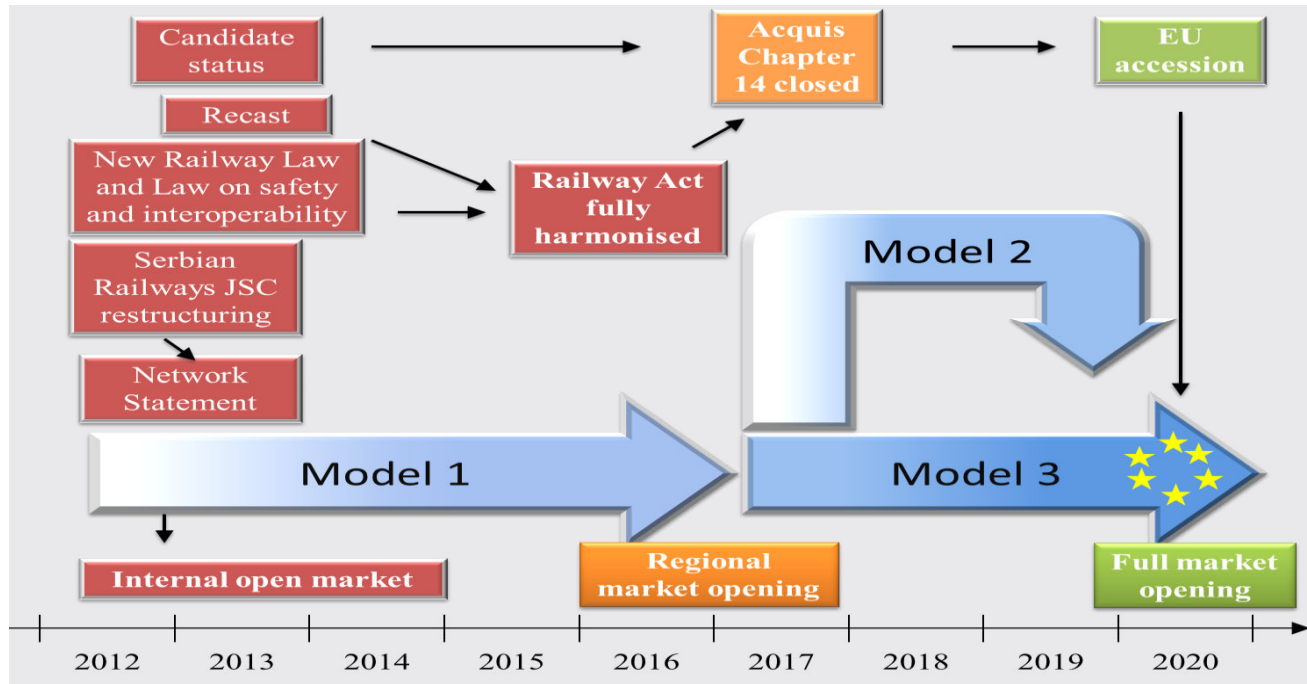 Candidate
status
Acquis
Chapter
14 closed
EU
accession
Recast
New Railway Law
and Law on safety
and interoperability
Railway Act
fully
harmonised
Serbian
Railways JSC
restructuring
Model 2
Network
Statement
Model 1
Model 3
Internal open market
Regional
market opening
Full market
opening
2012
2013
2014
2015
2016
2017
2018
2019
2020